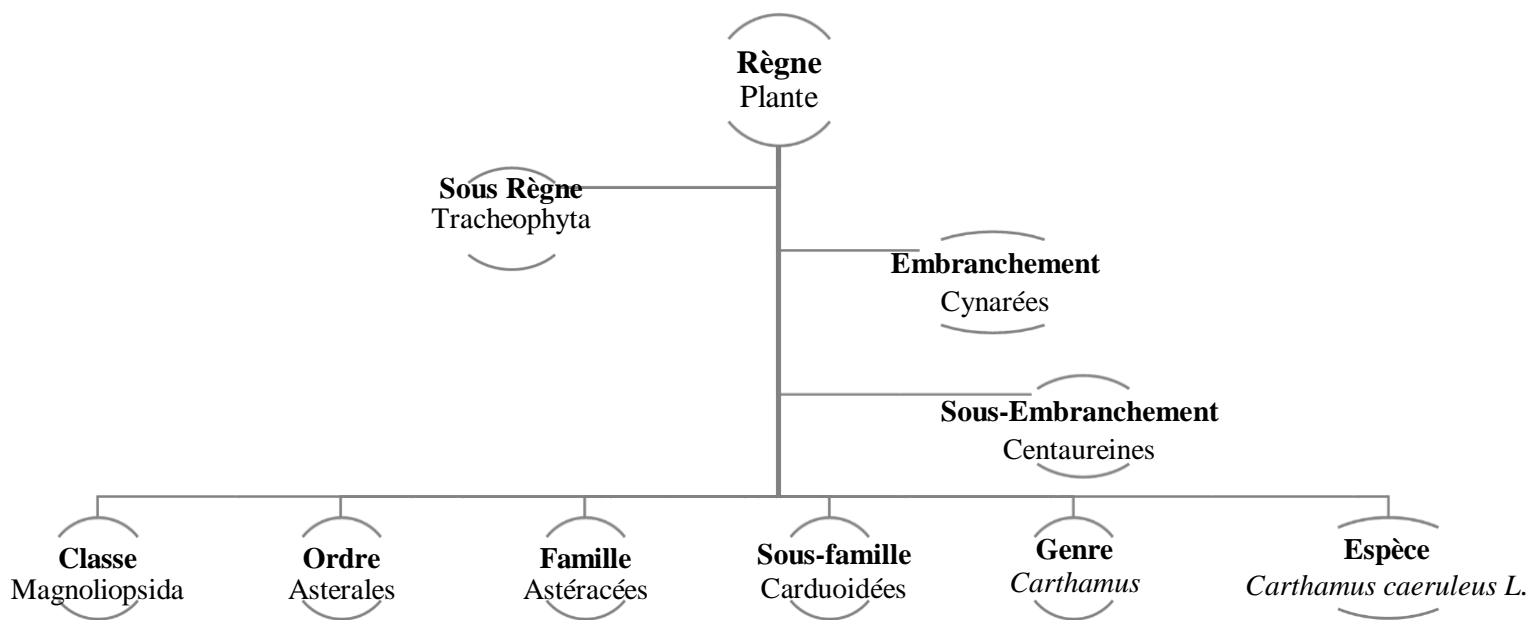 Règne
Plante
Sous Règne
Tracheophyta
Embranchement
Cynarées
Sous-Embranchement
Centaureines
Classe
Magnoliopsida
Ordre
Asterales
Famille
Astéracées
Sous-famille
Carduoidées
Genre
Carthamus
Espèce
Carthamus caeruleus L.